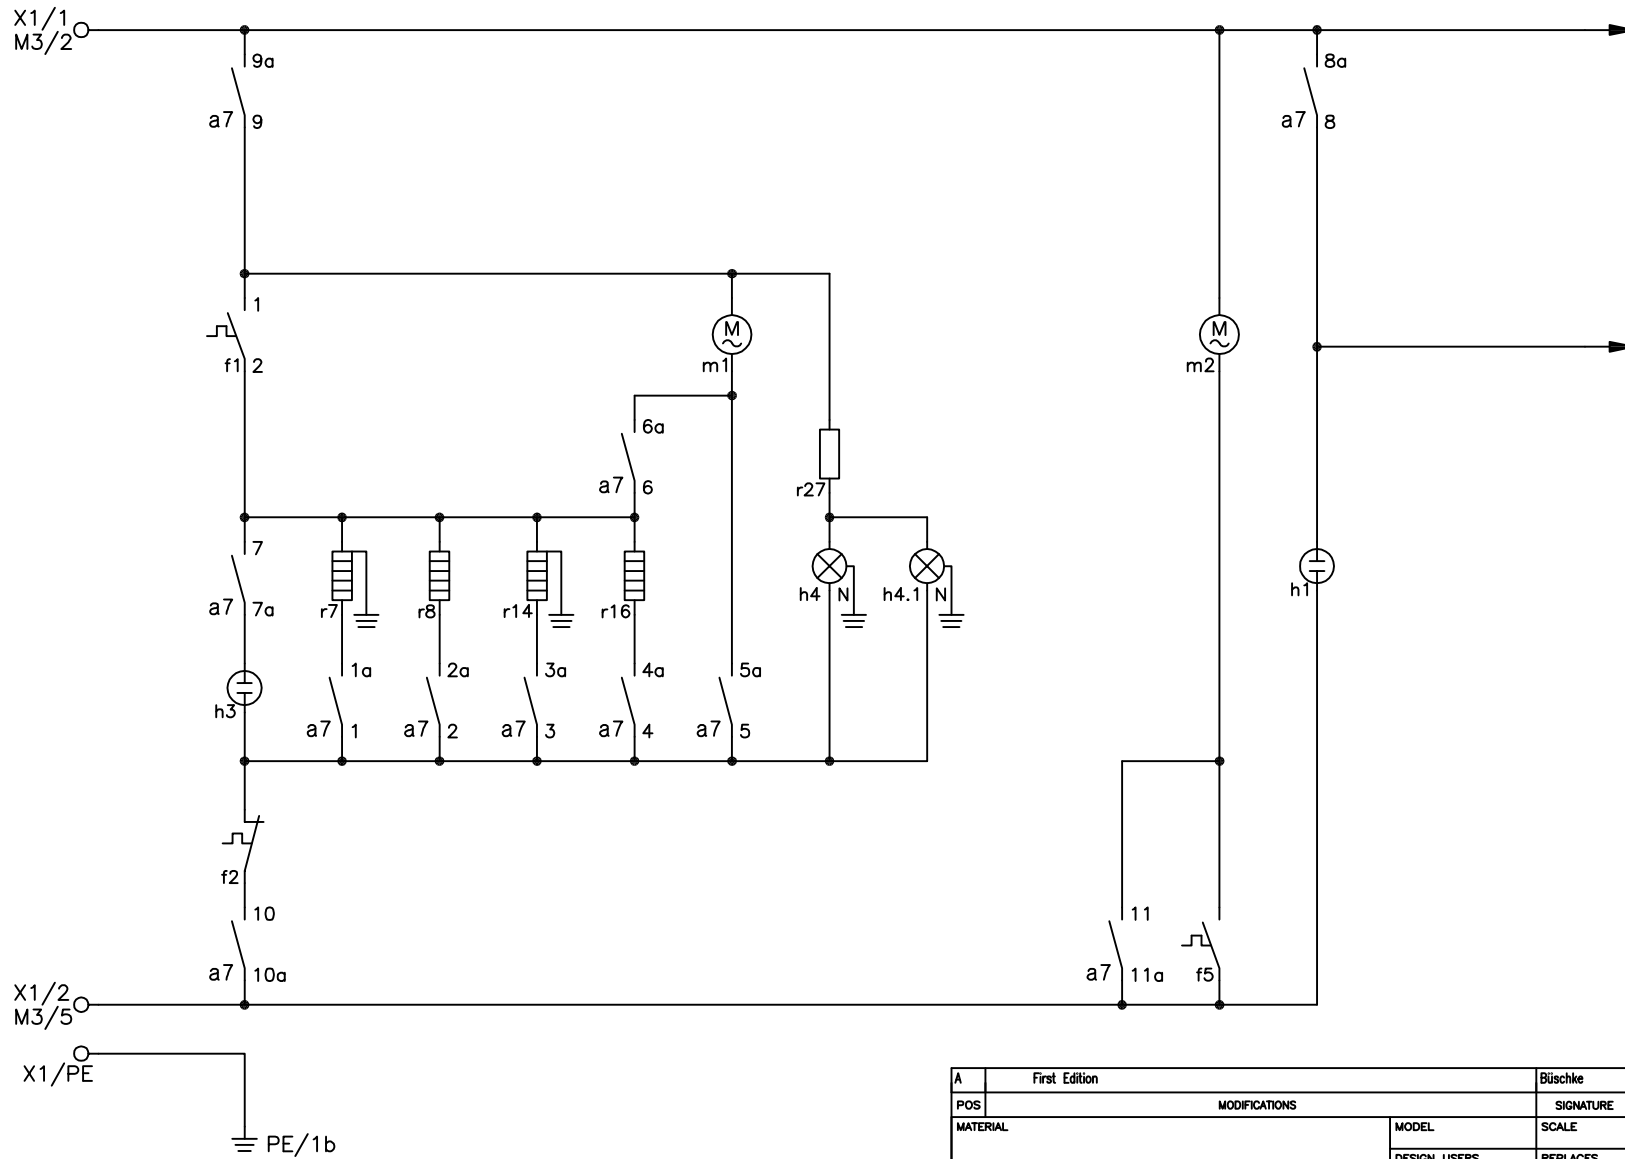 X1/1
M3/2
9a
a7 9
8a
a7 8
1
f1 2
M
m1
M
m2
6a
a7 6
r27
7
a7 7a
r7
r8
r14
r16
h4 N
h4.1 N
h1
h3
1a
a7 1
2a
a7 2
3a
a7 3
4a
a7 4
5a
a7 5
f2
10
a7 10a
11
a7 11a
f5
X1/2
M3/5
X1/PE
PE/1b
A First Edition Büschke
POS MODIFICATIONS SIGNATURE
MATERIAL MODEL SCALE
DESIGN USERS REPLACES